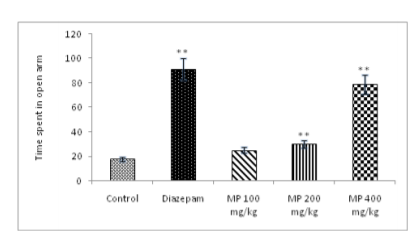 Time spent in open arm
120
100
80
60
40
20
0
**
**
**
Control
Diazepam
MP 100
mg/kg
MP 200
mg/kg
MP 400
mg/kg